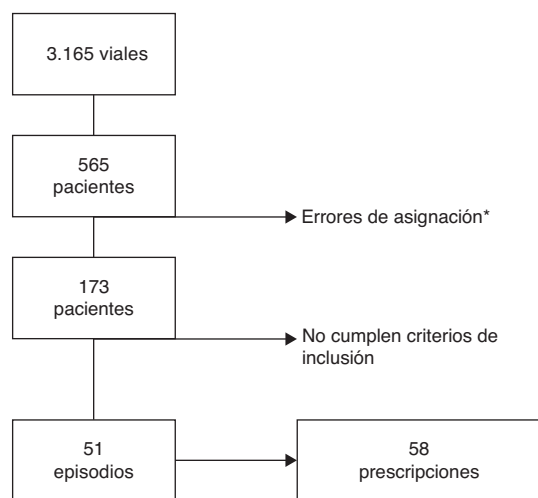 3.165 viales
565
pacientes
Errores de asignación*
173
pacientes
No cumplen criterios de
inclusión
51
episodios
58
prescripciones